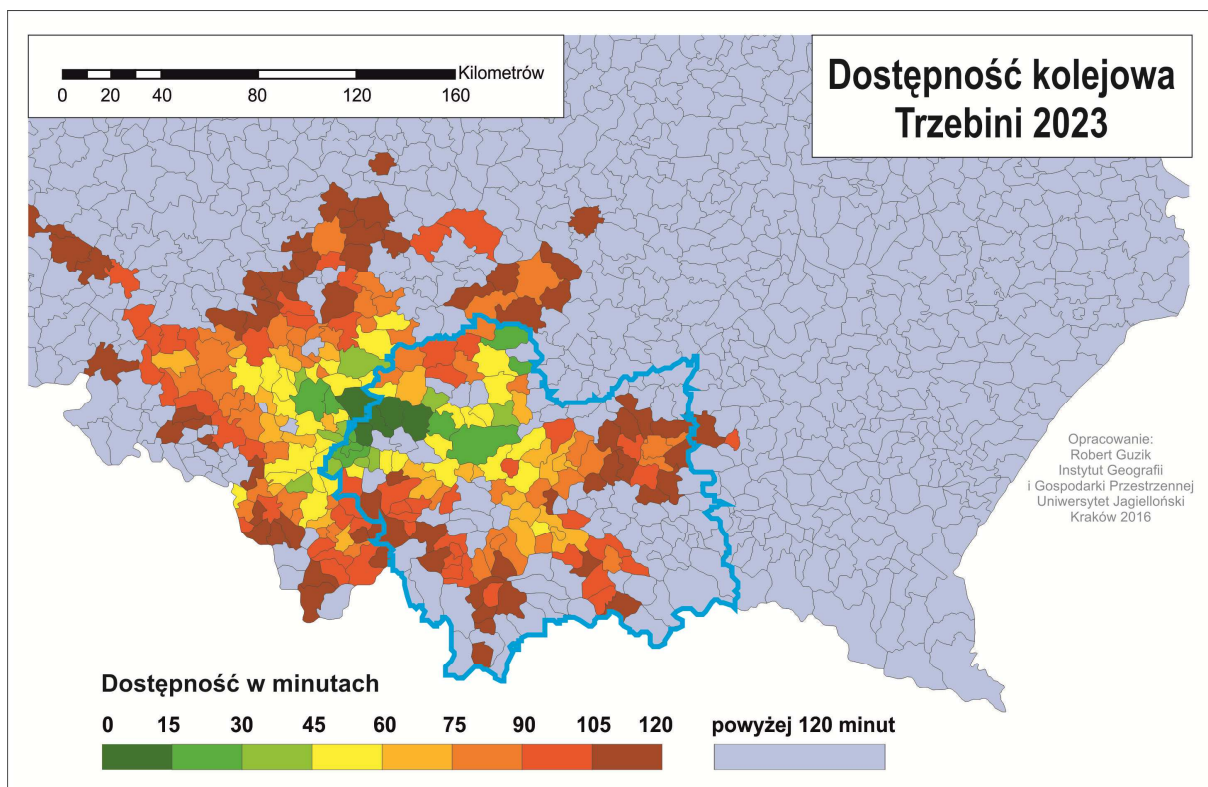 Kilometrów
0 20 40 80 120 160
Dostępność kolejowa
Trzebini 2023
Opracowanie:
Robert Guzik
Instytut Geografii
i Gospodarki Przestrzennej
Uniwersytet Jagielloński
Kraków 2016
Dostępność w minutach
0 15 30 45 60 75 90 105 120
powyżej 120 minut